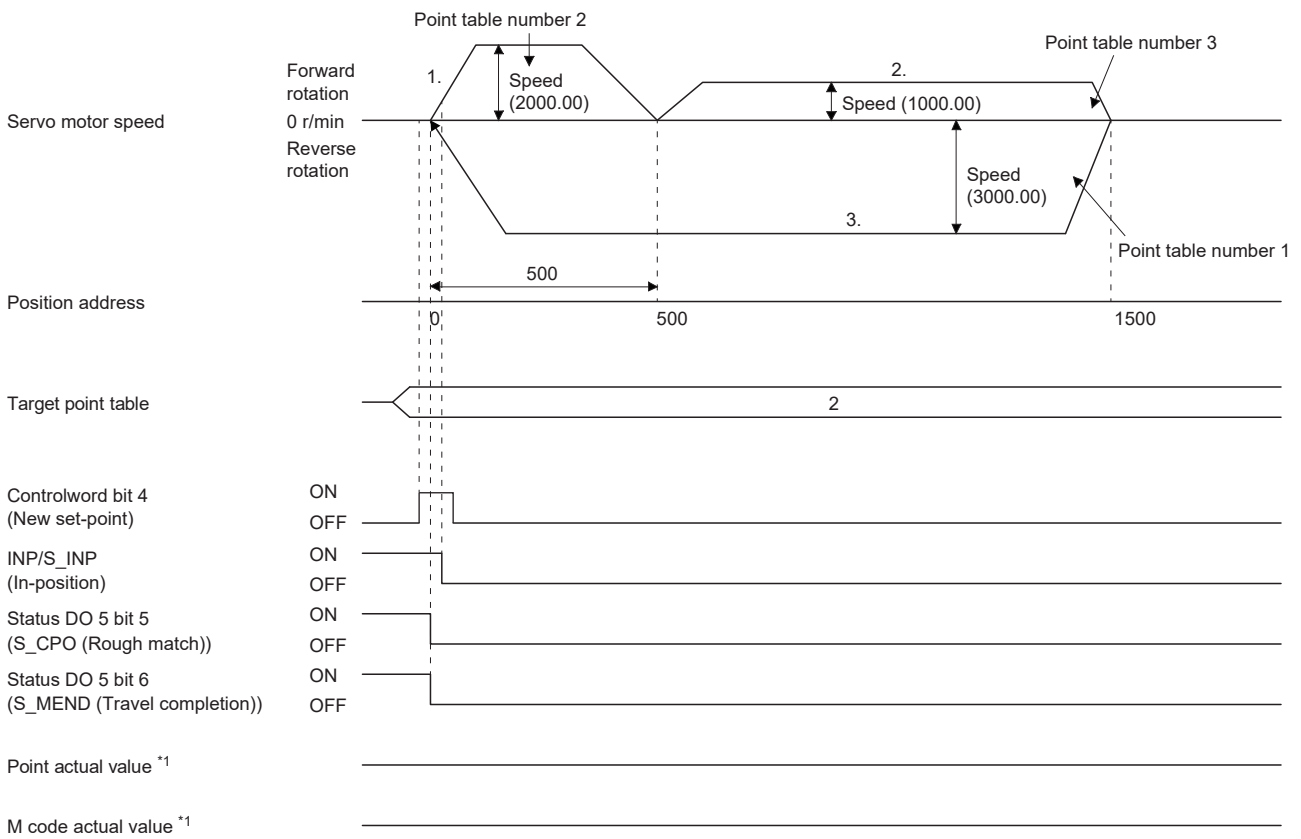 Point table number 2
Point table number 3
Servo motor speed
Forward
rotation
0 r/min
Reverse
rotation
1.
Speed
(2000.00)
2.
Speed (1000.00)
Speed
(3000.00)
3.
Point table number 1
500
Position address
0
500
1500
Target point table
2
Controlword bit 4
(New set-point)
ON
OFF
INP/S_INP
(In-position)
ON
OFF
Status DO 5 bit 5
(S_CPO (Rough match))
ON
OFF
Status DO 5 bit 6
(S_MEND (Travel completion))
ON
OFF
Point actual value *1
M code actual value *1